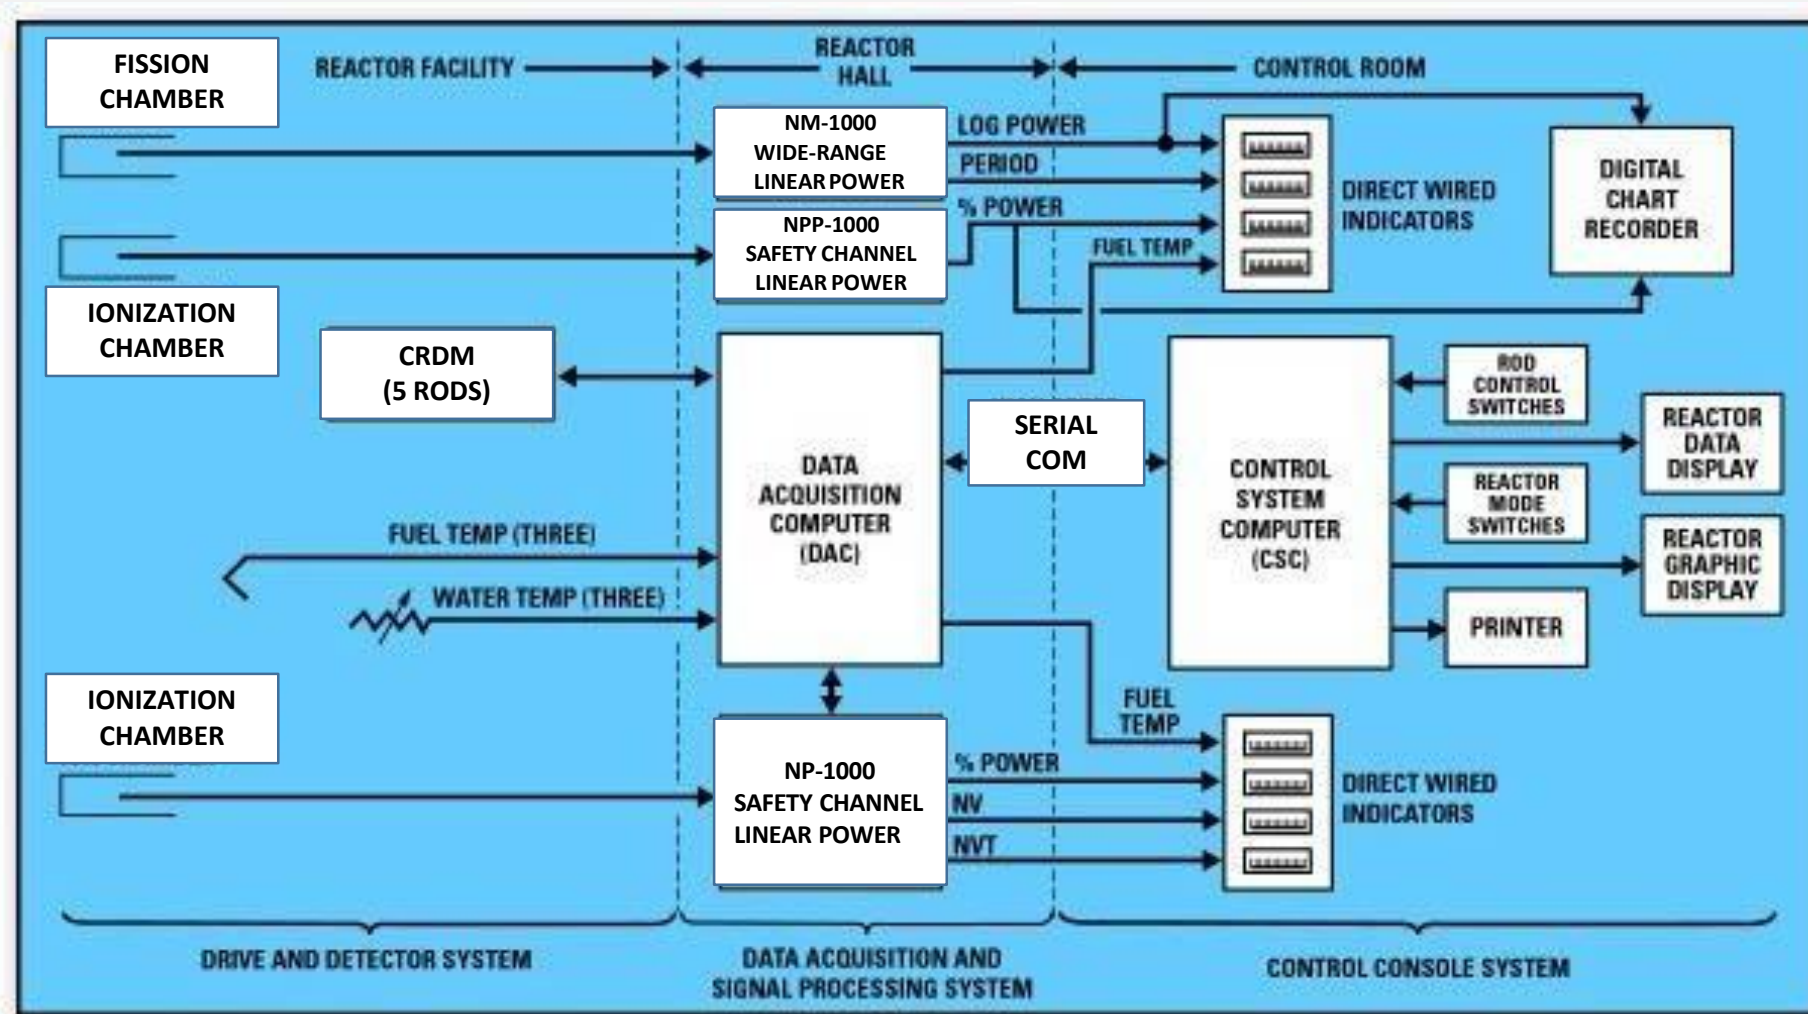 FISSION
CHAMBER
REACTOR FACILITY
REACTOR
HALL
CONTROL ROOM
NM-1000
WIDE-RANGE
LINEAR POWER
LOG POWER
PERIOD
% POWER
NPP-1000
SAFETY CHANNEL
LINEAR POWER
FUEL TEMP
DIRECT WIRED
INDICATORS
DIGITAL
CHART
RECORDER
IONIZATION
CHAMBER
CRDM
(5 RODS)
SERIAL
COM
DATA
ACQUISITION
COMPUTER
(DAC)
CONTROL
SYSTEM
COMPUTER
(CSC)
ROD
CONTROL
SWITCHES
REACTOR
DATA
DISPLAY
REACTOR
MODE
SWITCHES
REACTOR
GRAPHIC
DISPLAY
PRINTER
FUEL TEMP (THREE)
WATER TEMP (THREE)
IONIZATION
CHAMBER
NP-1000
SAFETY CHANNEL
LINEAR POWER
FUEL
TEMP
% POWER
NV
NVT
DIRECT WIRED
INDICATORS
DRIVE AND DETECTOR SYSTEM
DATA ACQUISITION AND
SIGNAL PROCESSING SYSTEM
CONTROL CONSOLE SYSTEM